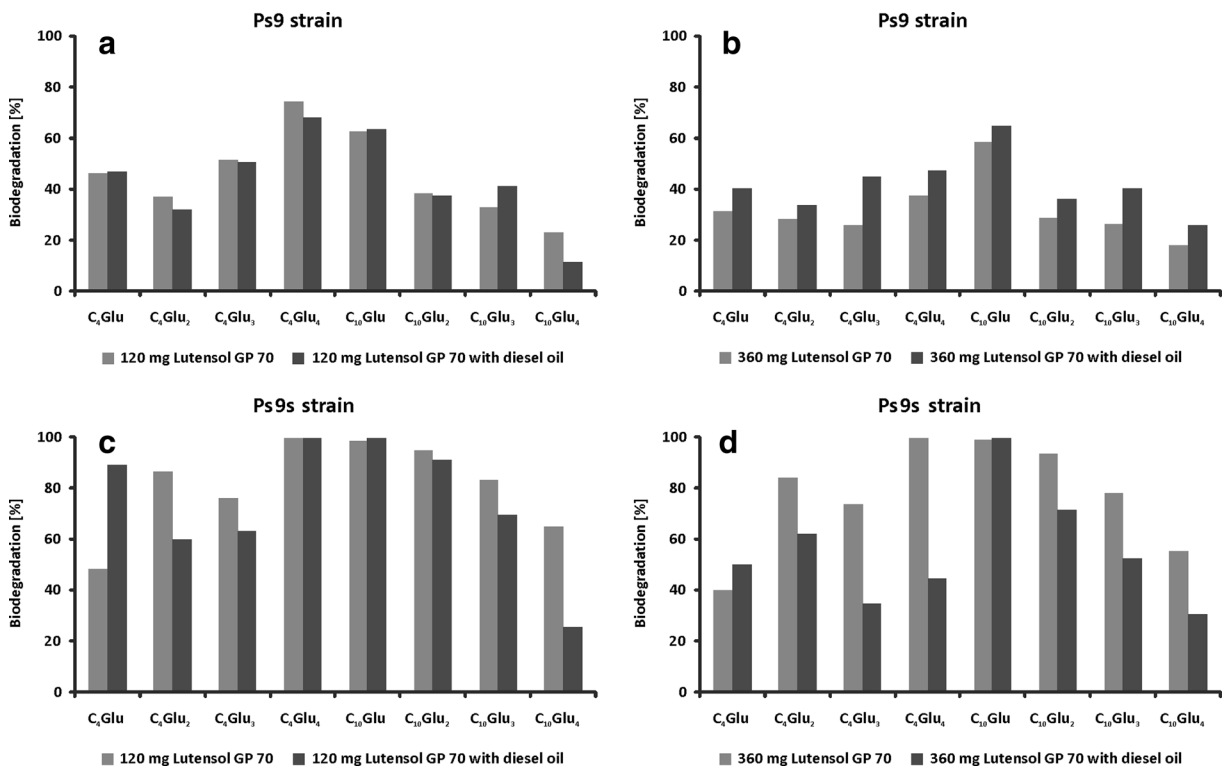 Ps9 strain
a
Biodegradation [%]
100
80
60
40
20
0
C₄Glu C₄Glu₂ C₄Glu₃ C₄Glu₄ C₁₀Glu C₁₀Glu₂ C₁₀Glu₃ C₁₀Glu₄
120 mg Lutensol GP 70 120 mg Lutensol GP 70 with diesel oil
Ps9 strain
b
Biodegradation [%]
100
80
60
40
20
0
C₄Glu C₄Glu₂ C₄Glu₃ C₄Glu₄ C₁₀Glu C₁₀Glu₂ C₁₀Glu₃ C₁₀Glu₄
360 mg Lutensol GP 70 360 mg Lutensol GP 70 with diesel oil
Ps9s strain
c
Biodegradation [%]
100
80
60
40
20
0
C₄Glu C₄Glu₂ C₄Glu₃ C₄Glu₄ C₁₀Glu C₁₀Glu₂ C₁₀Glu₃ C₁₀Glu₄
120 mg Lutensol GP 70 120 mg Lutensol GP 70 with diesel oil
Ps9s strain
d
Biodegradation [%]
100
80
60
40
20
0
C₄Glu C₄Glu₂ C₄Glu₃ C₄Glu₄ C₁₀Glu C₁₀Glu₂ C₁₀Glu₃ C₁₀Glu₄
360 mg Lutensol GP 70 360 mg Lutensol GP 70 with diesel oil